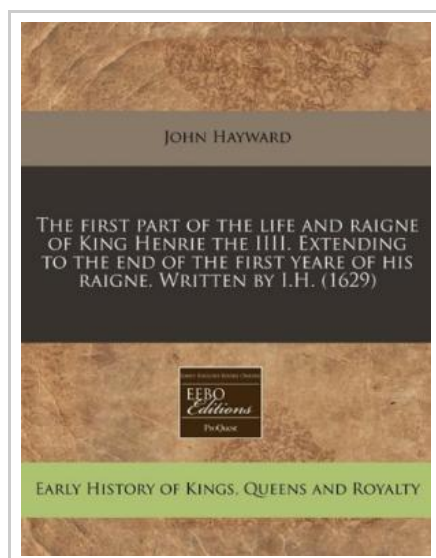 John Hayward
The first part of the life and raigne
of King Henrie the IIII. Extending
to the end of the first yeare of his
raigne. Written by I.H. (1629)
EEBO
Editions
ProQuest
Early History of Kings, Queens and Royalty